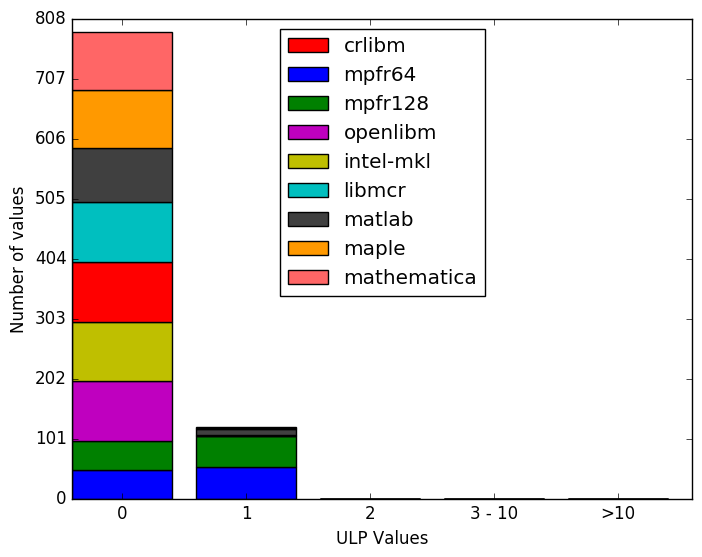 808
707
606
505
404
303
202
101
0
Number of values
crlibm
mpfr64
mpfr128
openlibm
intel-mkl
libmcr
matlab
maple
mathematica
0 1 2 3 - 10 >10
ULP Values